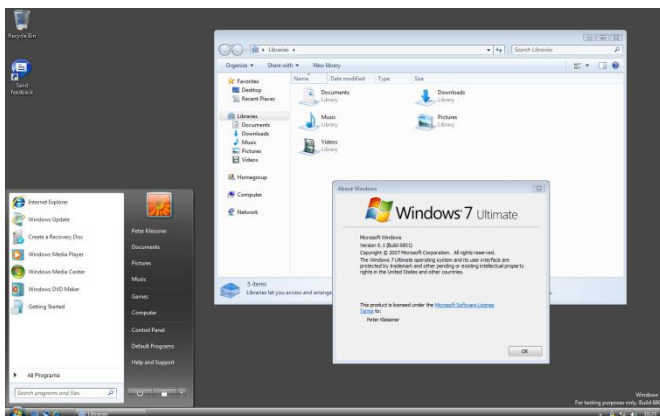 Recycle Bin
Send
Feedback
Libraries
Search Libraries
Organize
Share with
New library
Name
Date modified
Type
Size
Favorites
Desktop
Recent Places
Libraries
Documents
Downloads
Music
Pictures
Videos
Homegroup
Computer
Network
Documents
Library
Downloads
Library
Music
Library
Pictures
Library
Videos
Library
5 items
Libraries let you access and arrange
About Windows
Windows 7 Ultimate
Microsoft Windows
Version 6.1 (Build 6801)
Copyright © 2007 Microsoft Corporation. All rights reserved.
The Windows 7 Ultimate operating system and its user interface are
protected by trademark and other pending or existing intellectual property
rights in the United States and other countries.
This product is licensed under the Microsoft Software License
Terms to:
Peter Kleissner
OK
Internet Explorer
Windows Update
Create a Recovery Disc
Windows Media Player
Windows Media Center
Windows DVD Maker
Getting Started
All Programs
Search programs and files
Peter Kleissner
Documents
Pictures
Music
Games
Computer
Control Panel
Default Programs
Help and Support
Windows
For testing purposes only. Build 680
Libraries